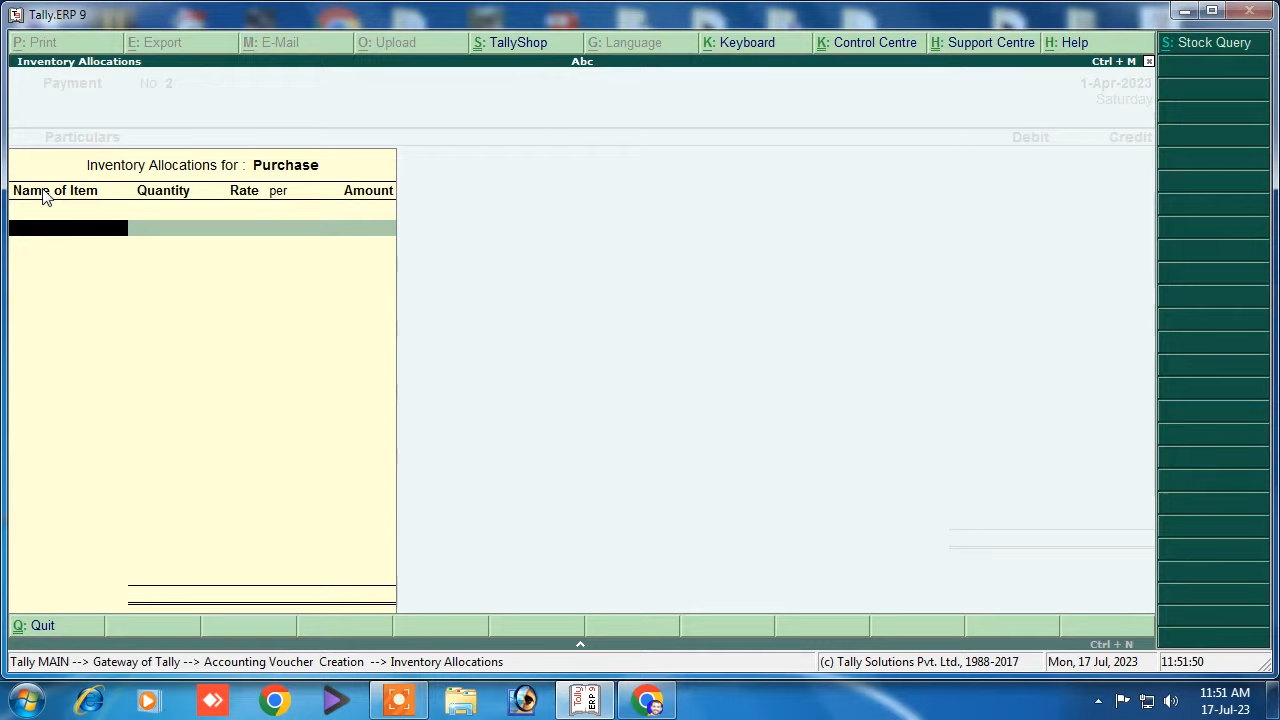 Tally.ERP 9
P: Print E: Export M: E-Mail O: Upload S: TallyShop G: Language K: Keyboard K: Control Centre H: Support Centre H: Help S: Stock Query
Inventory Allocations Abc Ctrl + M
Payment No. 2 1-Apr-2023
Saturday
Particulars Debit Credit
Inventory Allocations for : Purchase
Name of Item Quantity Rate per Amount
Q: Quit
Ctrl + N
Tally MAIN --> Gateway of Tally --> Accounting Voucher Creation --> Inventory Allocations (c) Tally Solutions Pvt. Ltd., 1988-2017 Mon, 17 Jul, 2023 11:51:50
11:51 AM
17-Jul-23